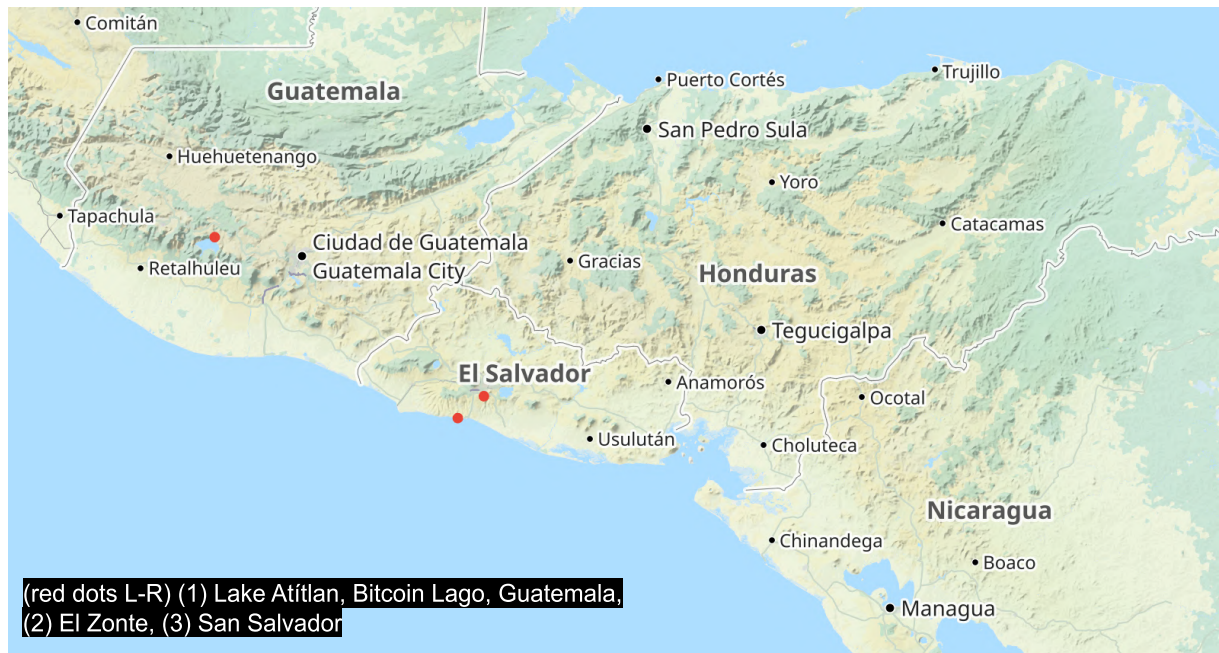 Comitán
Guatemala
Puerto Cortés
Trujillo
San Pedro Sula
Huehuetenango
Yoro
Tapachula
Catacamas
Ciudad de Guatemala
Guatemala City
Retalhuleu
Gracias
Honduras
Tegucigalpa
El Salvador
Anamorós
Ocotal
Usulután
Choluteca
Nicaragua
Chinandega
Boaco
(red dots L-R) (1) Lake Atítlan, Bitcoin Lago, Guatemala,
(2) El Zonte, (3) San Salvador
Managua